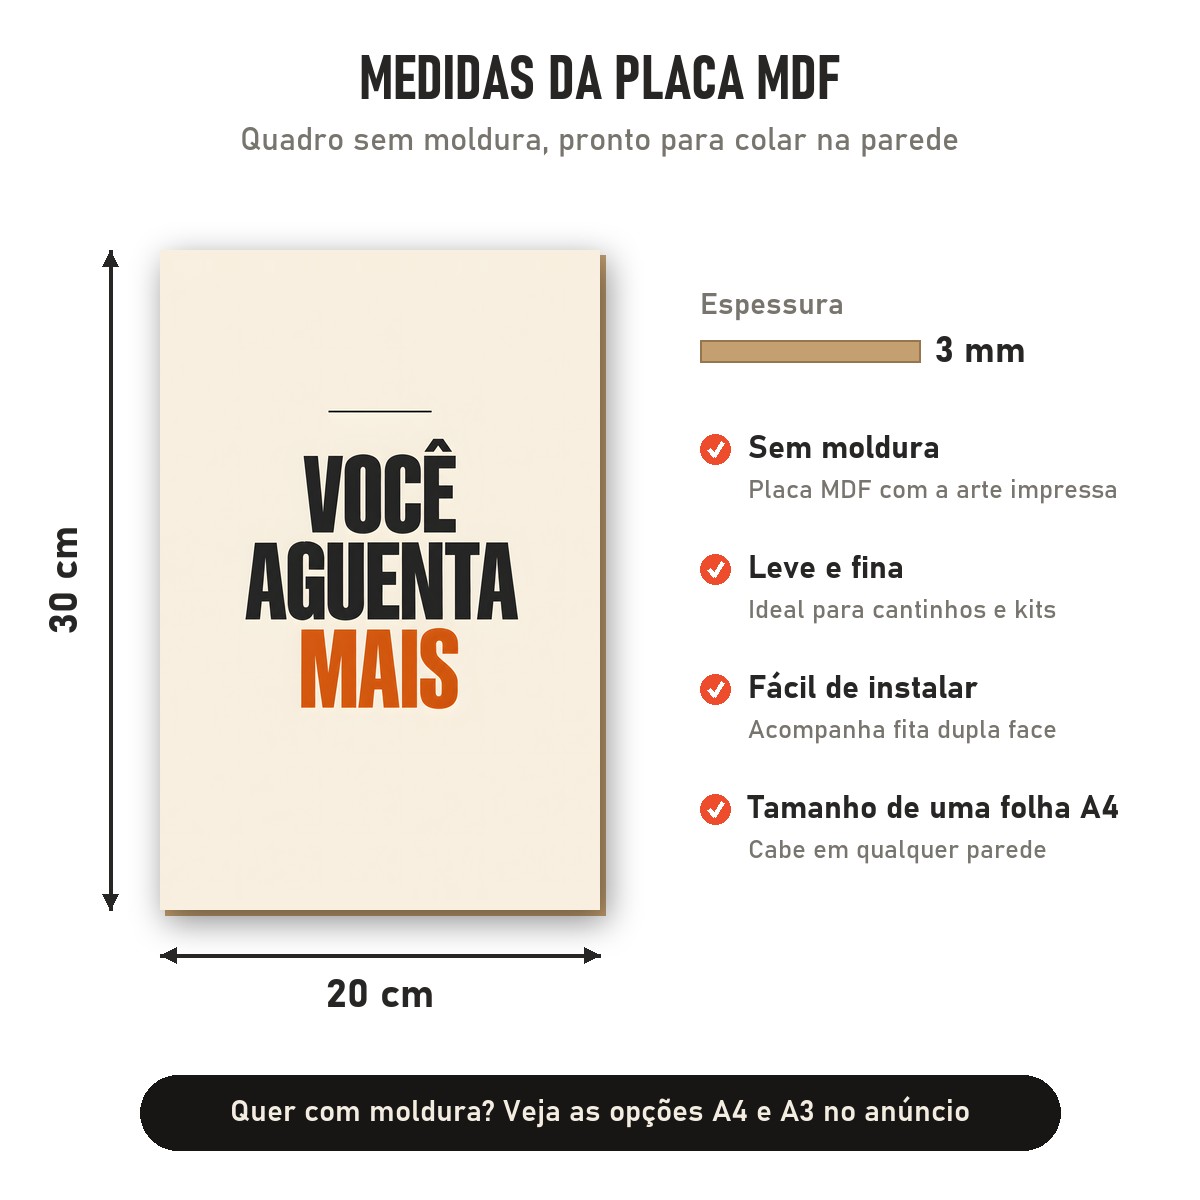 MEDIDAS DA PLACA MDF
Quadro sem moldura, pronto para colar na parede
30 cm
VOCÊ
AGUENTA
MAIS
20 cm
Espessura
3 mm
Sem moldura
Placa MDF com a arte impressa
Leve e fina
Ideal para cantinhos e kits
Fácil de instalar
Acompanha fita dupla face
Tamanho de uma folha A4
Cabe em qualquer parede
Quer com moldura? Veja as opções A4 e A3 no anúncio